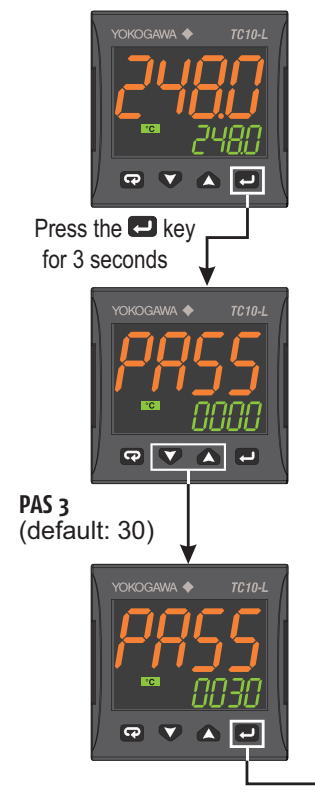 YOKOGAWA ◆ TC10-L
248.0
°C
248.0
Press the key
for 3 seconds
YOKOGAWA ◆ TC10-L
PASS
°C
0000
PAS 3
(default: 30)
YOKOGAWA ◆ TC10-L
PASS
°C
0030